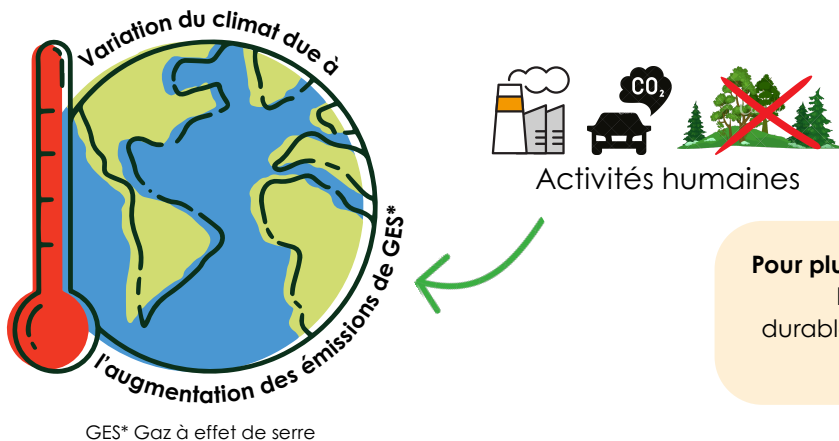 Variation du climat due à
l'augmentation des émissions de GES*
GES* Gaz à effet de serre
CO₂
Activités humaines
Pour plu
durabl